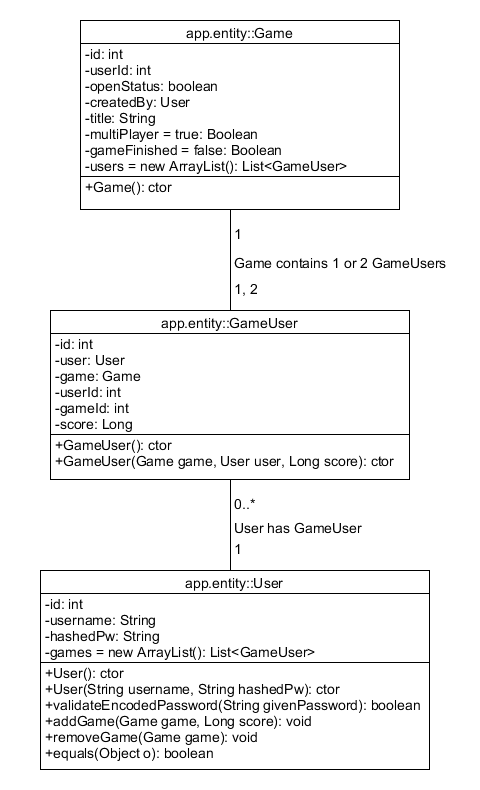 app.entity::Game
-id: int
-userId: int
-openStatus: boolean
-createdBy: User
-title: String
-multiPlayer = true: Boolean
-gameFinished = false: Boolean
-users = new ArrayList(): List<GameUser>
+Game(): ctor
1
Game contains 1 or 2 GameUsers
1, 2
app.entity::GameUser
-id: int
-user: User
-game: Game
-userId: int
-gameId: int
-score: Long
+GameUser(): ctor
+GameUser(Game game, User user, Long score): ctor
0..*
User has GameUser
1
app.entity::User
-id: int
-username: String
-hashedPw: String
-games = new ArrayList(): List<GameUser>
+User(): ctor
+User(String username, String hashedPw): ctor
+validateEncodedPassword(String givenPassword): boolean
+addGame(Game game, Long score): void
+removeGame(Game game): void
+equals(Object o): boolean